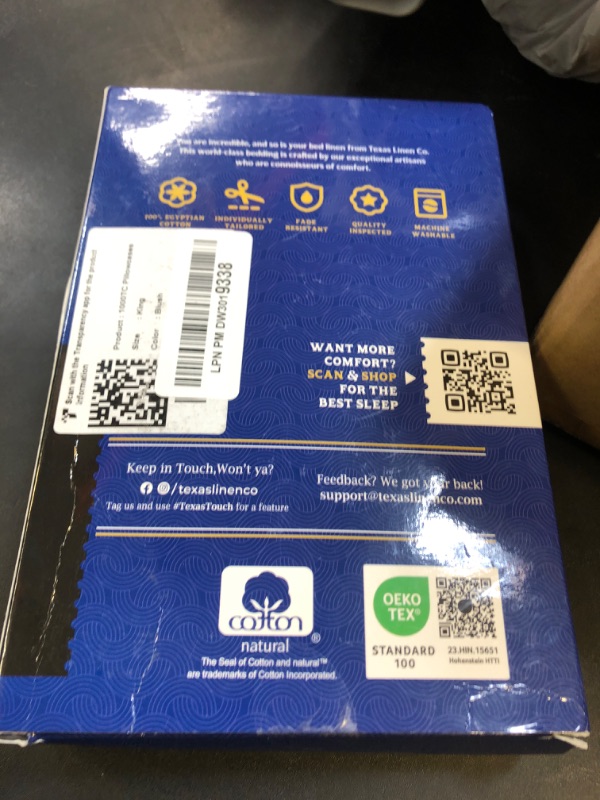 You are incredible, and so is your bed linen from Texas Linen Co.
This world-class bedding is crafted by our exceptional artisans
who are connoisseurs of comfort.
100% EGYPTIAN
COTTON
INDIVIDUALLY
TAILORED
FADE
RESISTANT
QUALITY
INSPECTED
MACHINE
WASHABLE
Scan with the Transparency app for the product
information
Product : 1000TC Pillowcases
Size : King
Color : Blush
LPN PM DW3019338
WANT MORE
COMFORT?
SCAN & SHOP
FOR THE
BEST SLEEP
Keep in Touch,Won't ya?
/texaslinenco
Tag us and use #TexasTouch for a feature
Feedback? We got your back!
support@texaslinenco.com
cotton
natural®
The Seal of Cotton and natural™
are trademarks of Cotton Incorporated.
OEKO
TEX®
STANDARD
100
23.HIN.15651
Hohenstein HTTI